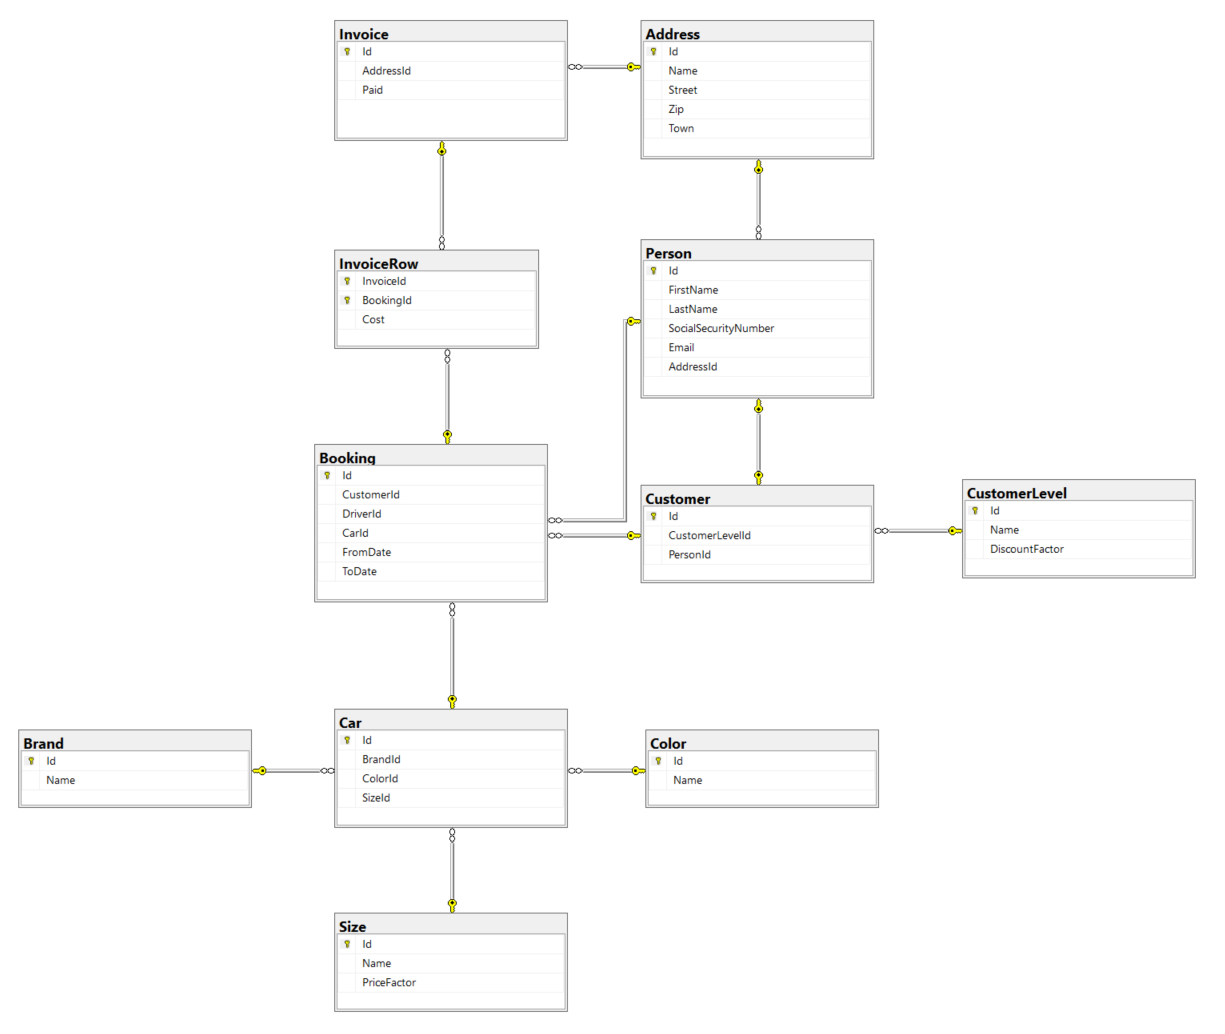 Invoice
Id
AddressId
Paid
Address
Id
Name
Street
Zip
Town
InvoiceRow
InvoiceId
BookingId
Cost
Person
Id
FirstName
LastName
SocialSecurityNumber
Email
AddressId
Booking
Id
CustomerId
DriverId
CarId
FromDate
ToDate
Customer
Id
CustomerLevelId
PersonId
CustomerLevel
Id
Name
DiscountFactor
Brand
Id
Name
Car
Id
BrandId
ColorId
SizeId
Color
Id
Name
Size
Id
Name
PriceFactor